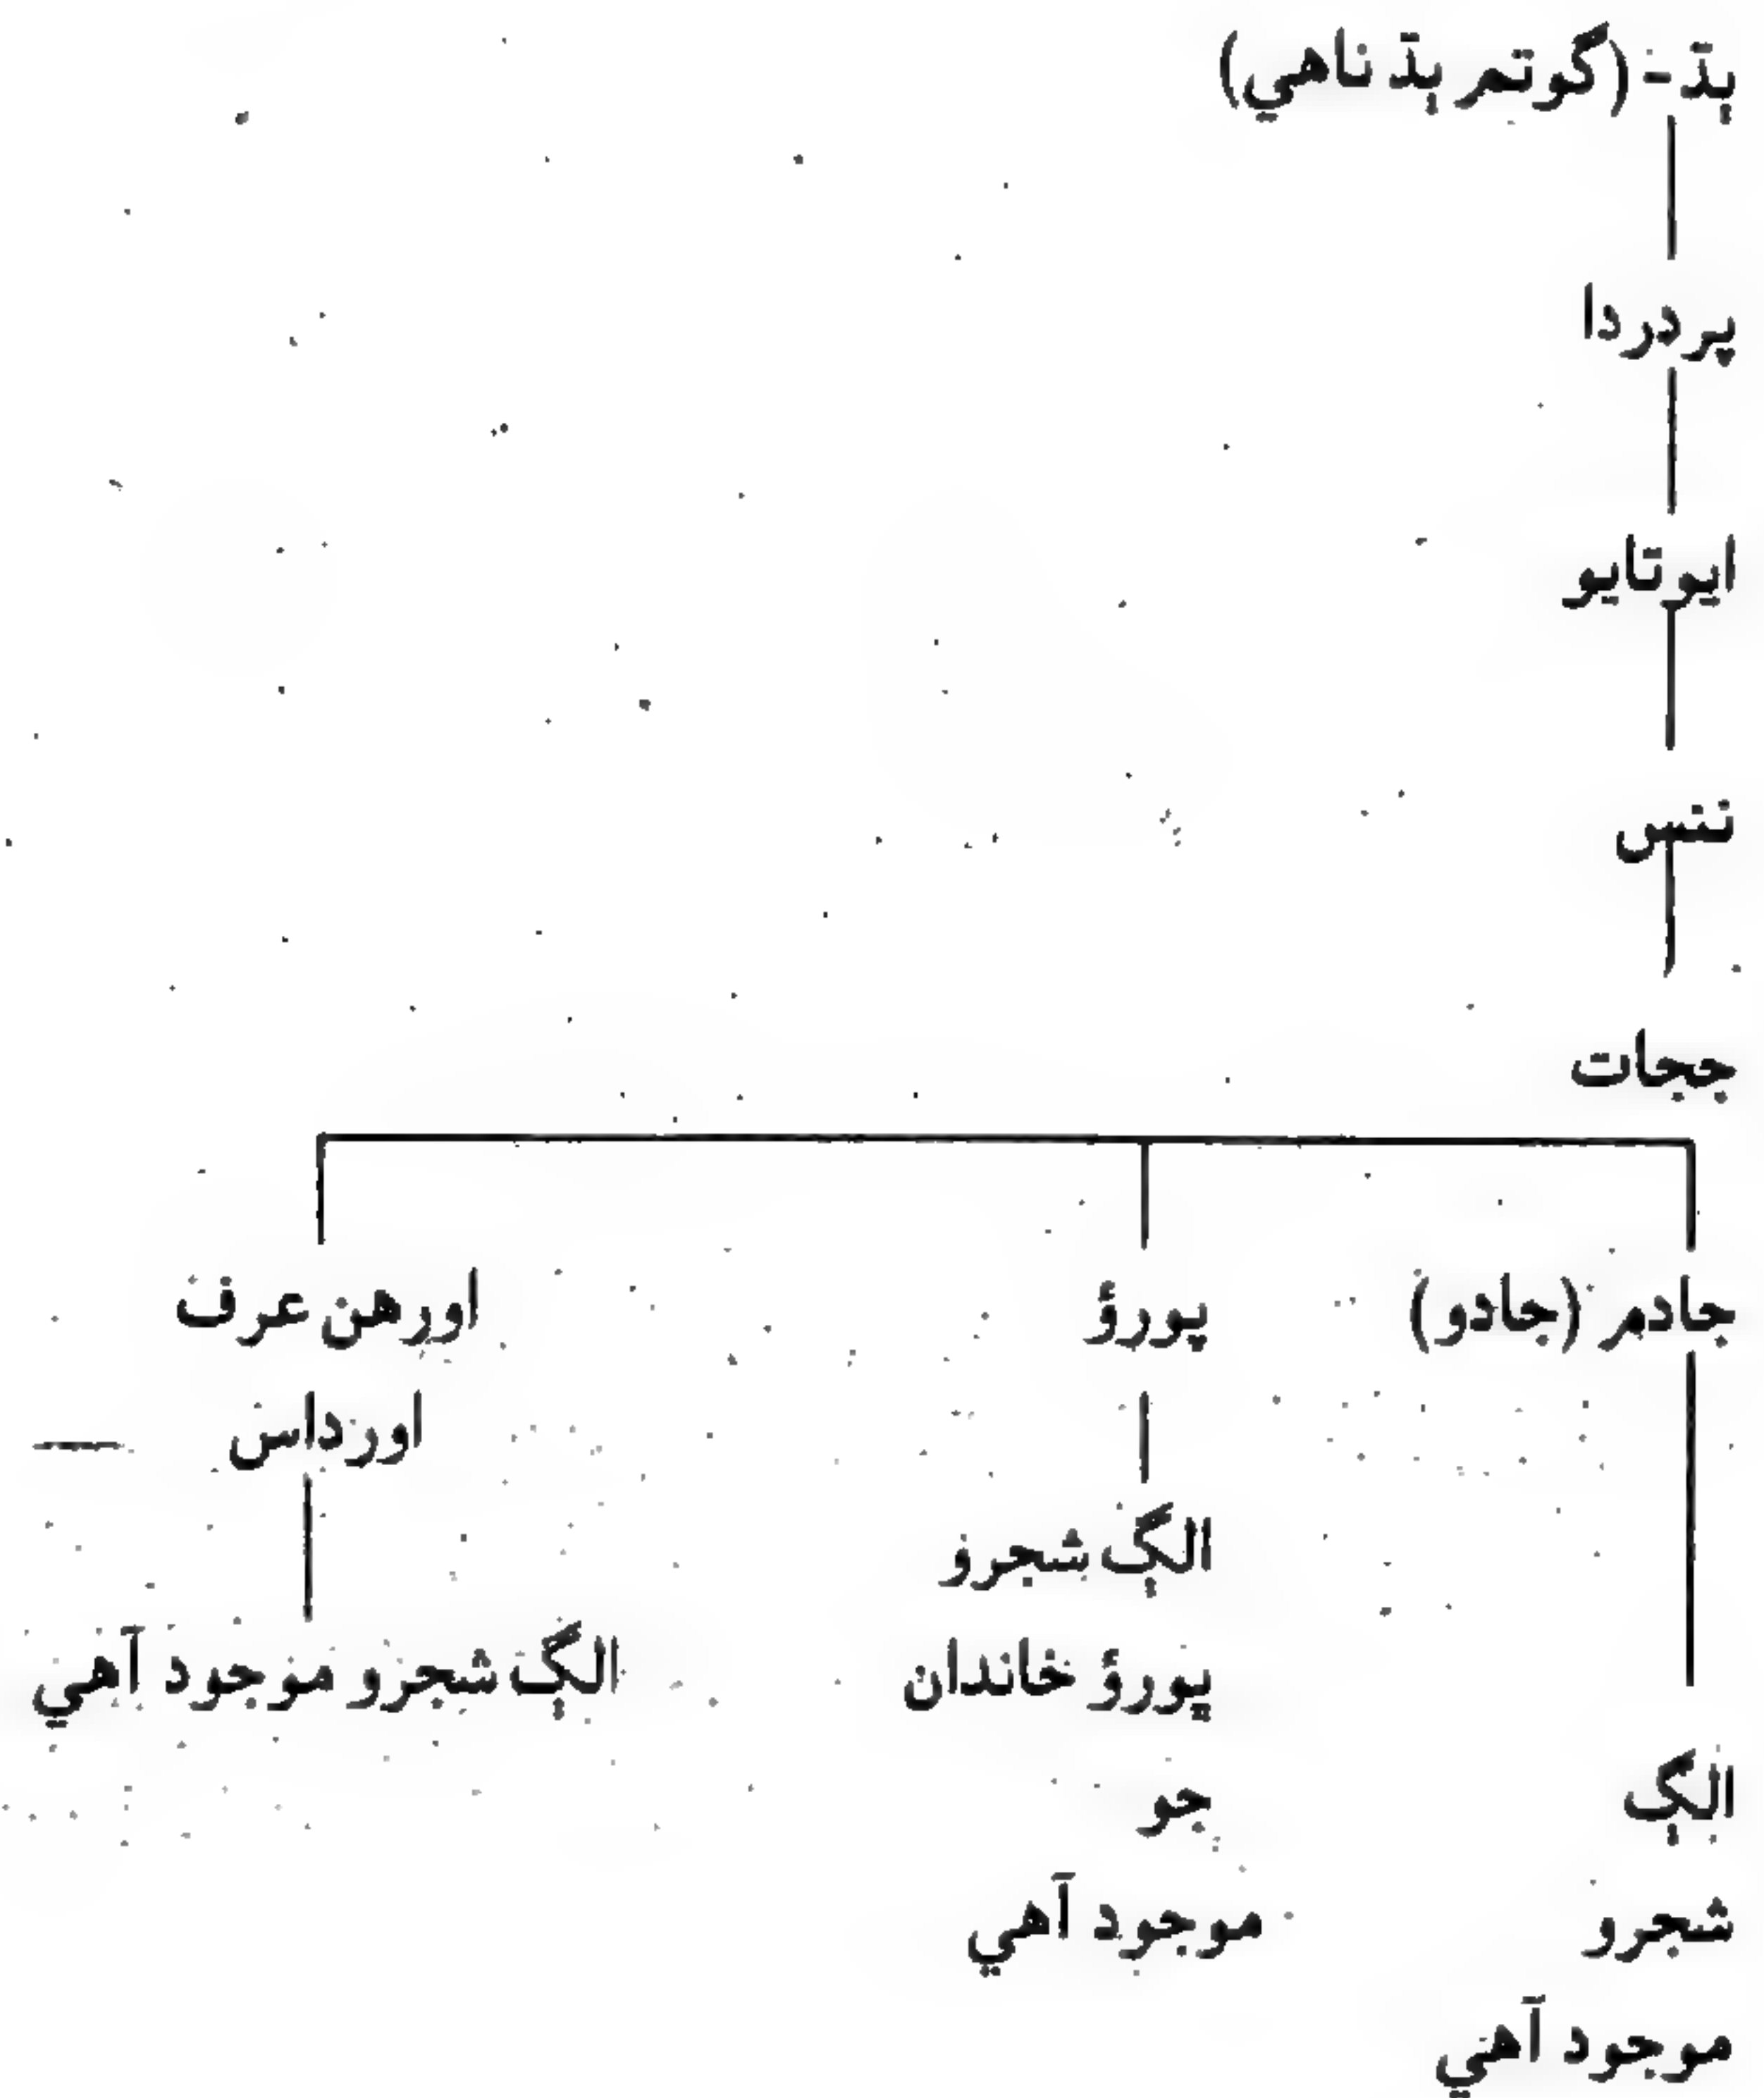 ٻڌ - (گوتم ٻڌ ناهي)
پردردا
ايوتايو
ننس
ججات
جادم (جادو)
پورؤ
اورهن عرف
اورداس
الڳ شجرو
پورؤ خاندان
جو
موجود آهي
الڳ شجرو موجود آهي
الڳ
شجرو
موجود آهي